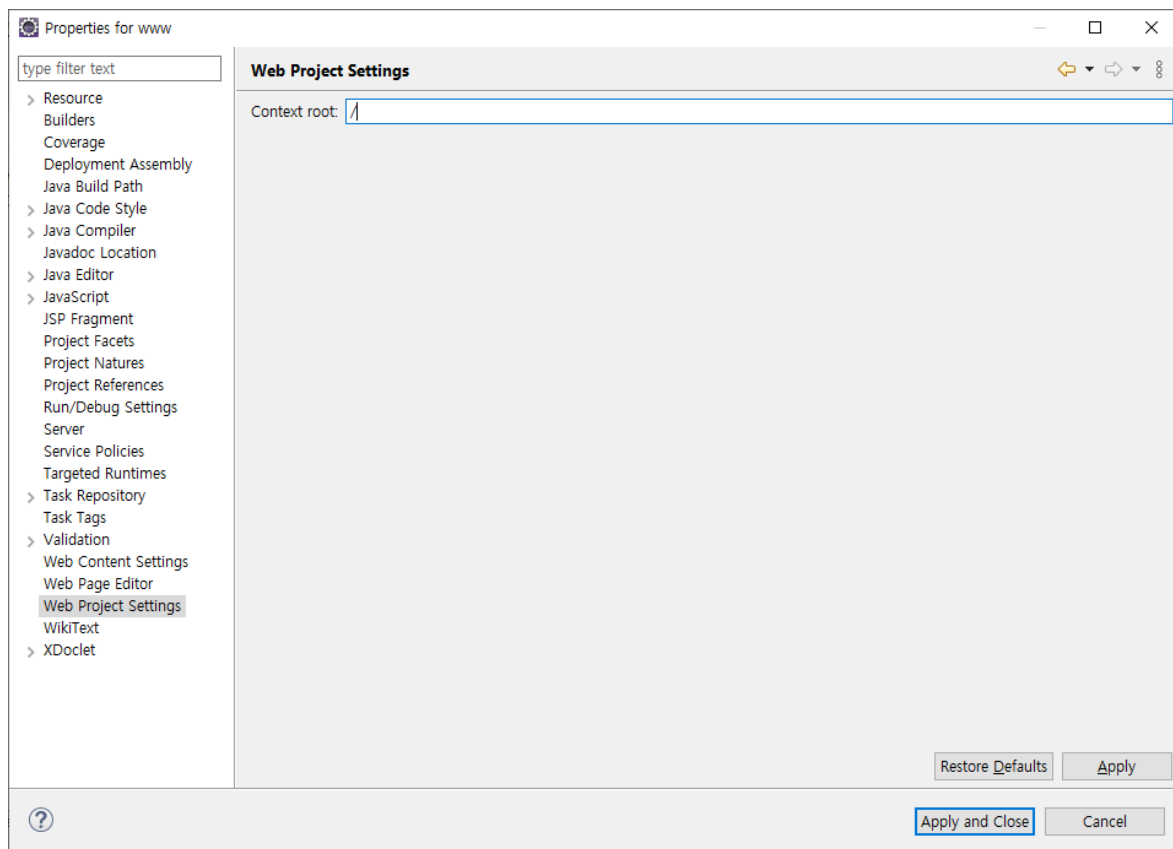 Properties for www
type filter text
Resource
Builders
Coverage
Deployment Assembly
Java Build Path
Java Code Style
Java Compiler
Javadoc Location
Java Editor
JavaScript
JSP Fragment
Project Facets
Project Natures
Project References
Run/Debug Settings
Server
Service Policies
Targeted Runtimes
Task Repository
Task Tags
Validation
Web Content Settings
Web Page Editor
Web Project Settings
WikiText
XDoclet
Web Project Settings
Context root: /
Restore Defaults Apply
? Apply and Close Cancel